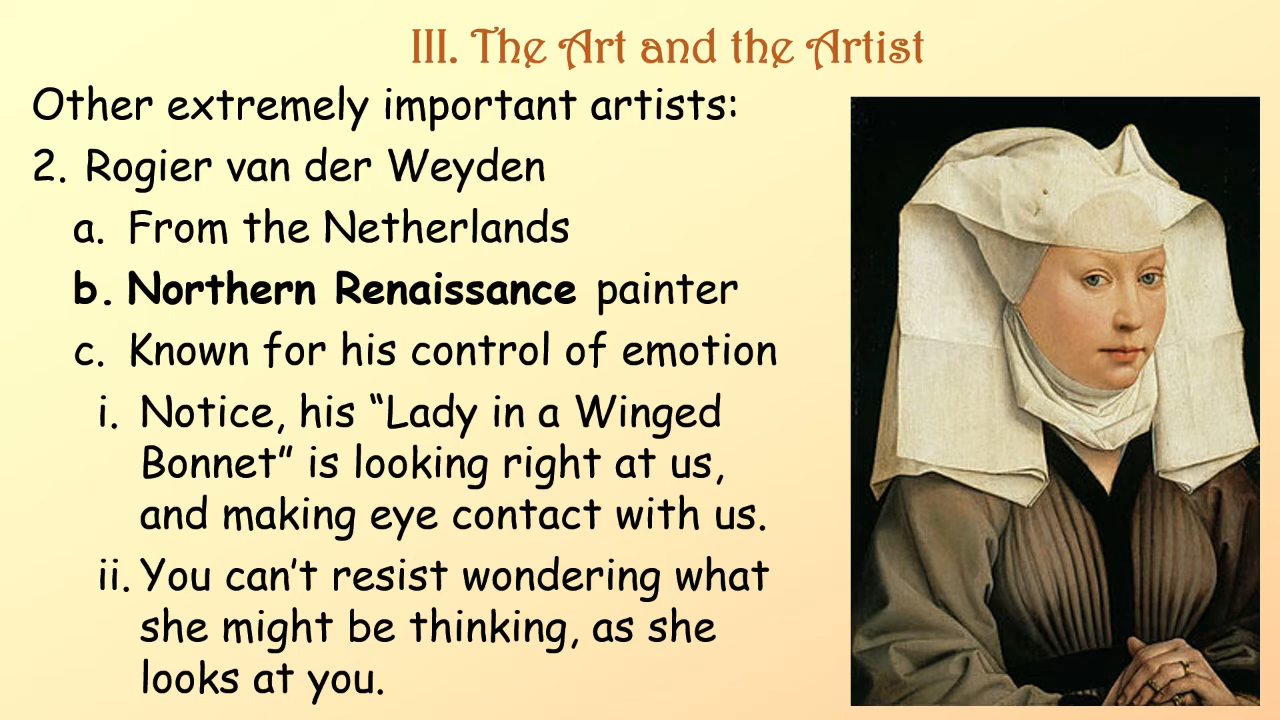 III. The Art and the Artist
Other extremely important artists:
2. Rogier van der Weyden
a. From the Netherlands
b. Northern Renaissance painter
c. Known for his control of emotion
i. Notice, his “Lady in a Winged
Bonnet” is looking right at us,
and making eye contact with us.
ii. You can’t resist wondering what
she might be thinking, as she
looks at you.